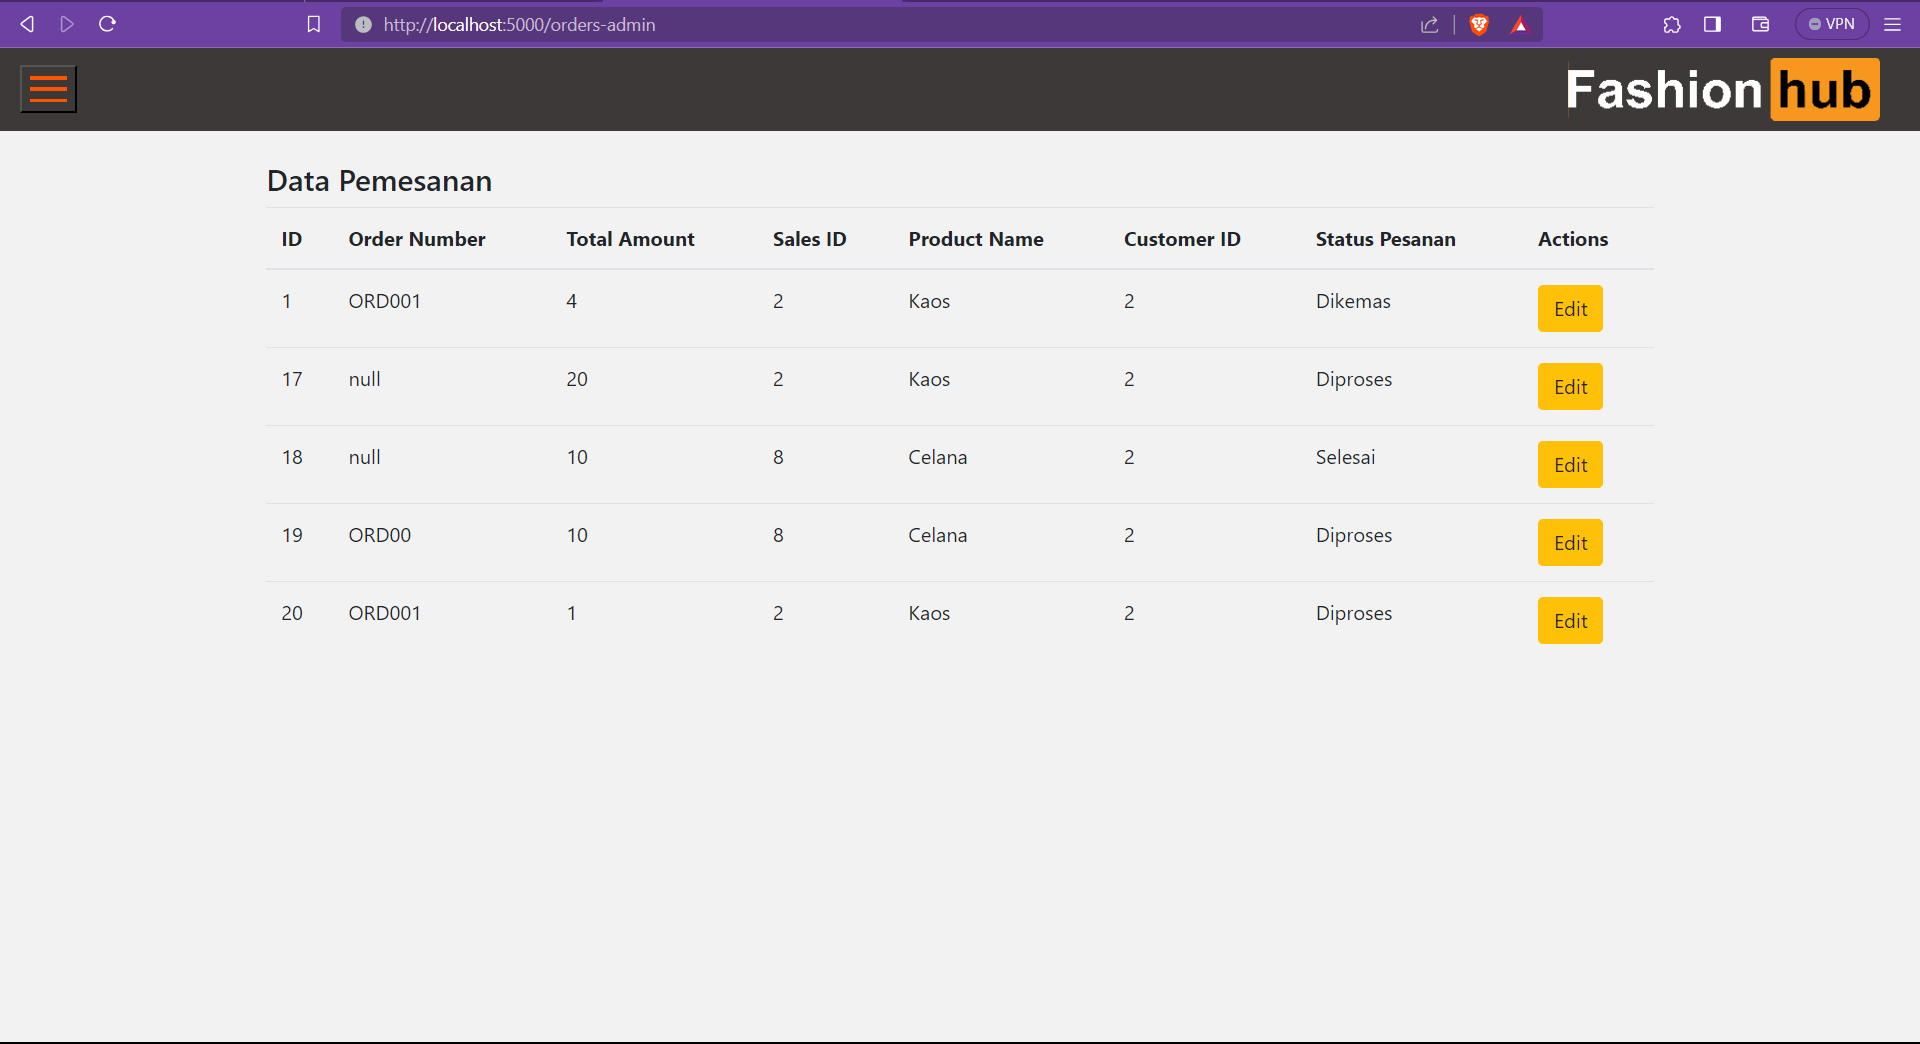 http://localhost:5000/orders-admin
VPN
Fashion hub
Data Pemesanan
ID Order Number Total Amount Sales ID Product Name Customer ID Status Pesanan Actions
1 ORD001 4 2 Kaos 2 Dikemas Edit
17 null 20 2 Kaos 2 Diproses Edit
18 null 10 8 Celana 2 Selesai Edit
19 ORD00 10 8 Celana 2 Diproses Edit
20 ORD001 1 2 Kaos 2 Diproses Edit